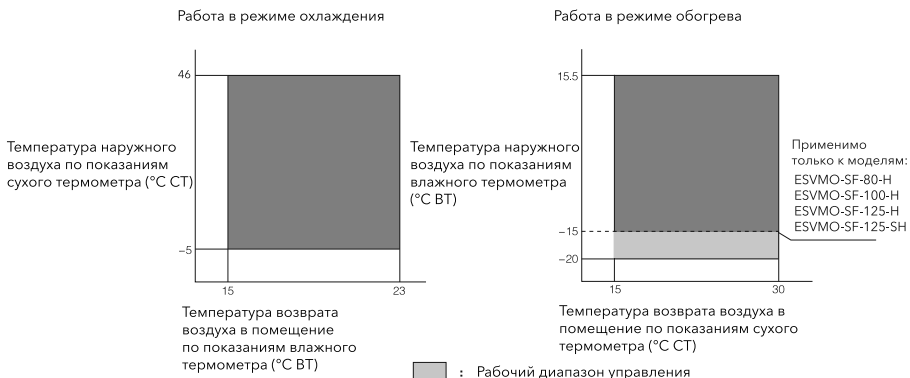 Работа в режиме охлаждения
46
Температура наружного
воздуха по показаниям
сухого термометра (°C СТ)
−5
15
23
Температура возврата
воздуха в помещение
по показаниям влажного
термометра (°C ВТ)
Работа в режиме обогрева
15.5
Температура наружного
воздуха по показаниям
влажного термометра
(°C ВТ)
−15
−20
15
30
Температура возврата воздуха в
помещение по показаниям сухого
термометра (°C СТ)
Применимо
только к моделям:
ESVMO-SF-80-H
ESVMO-SF-100-H
ESVMO-SF-125-H
ESVMO-SF-125-SH
: Рабочий диапазон управления